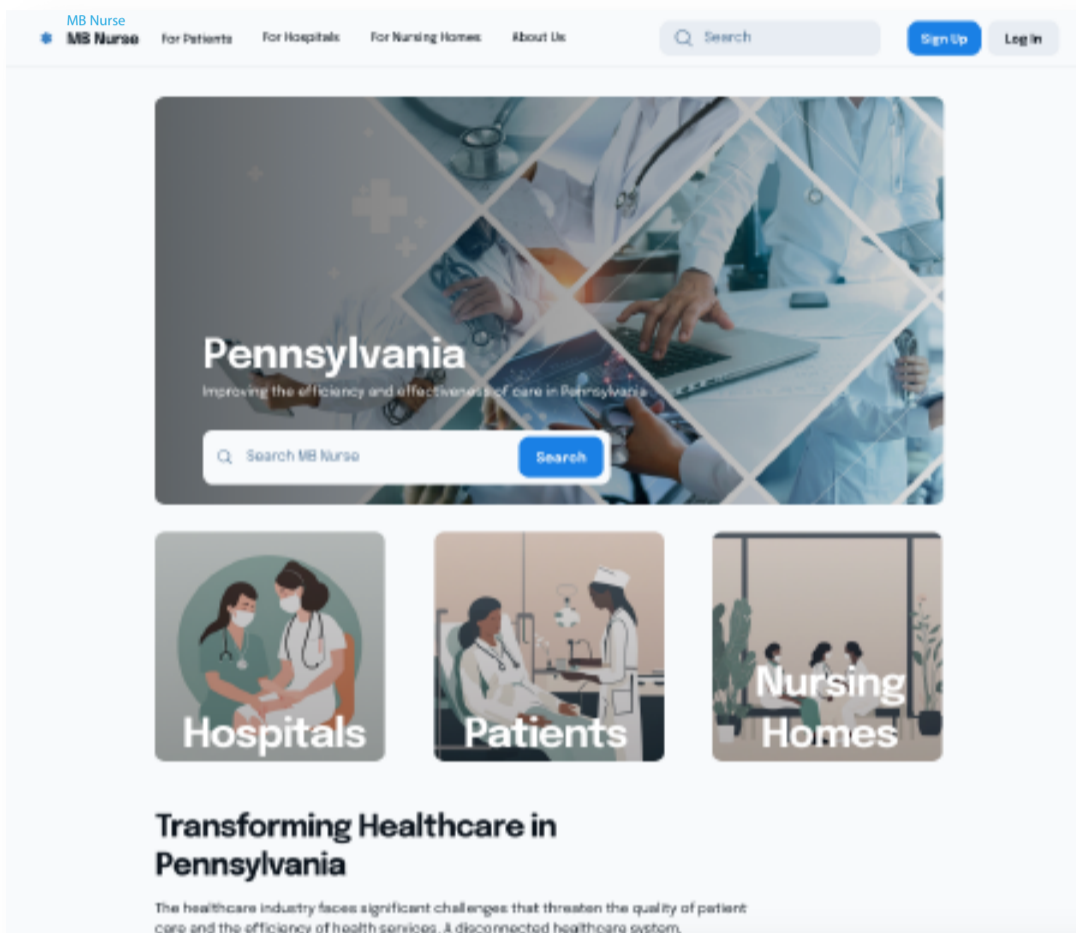 MB Nurse
MB Nurse For Patients For Hospitals For Nursing Homes About Us Search Sign Up Log In
Pennsylvania
Improving the efficiency and effectiveness of care in Pennsylvania
Search MB Nurse Search
Hospitals
Patients
Nursing
Homes
Transforming Healthcare in
Pennsylvania
The healthcare industry faces significant challenges that threaten the quality of patient
care and the efficiency of health services. A disconnected healthcare system,